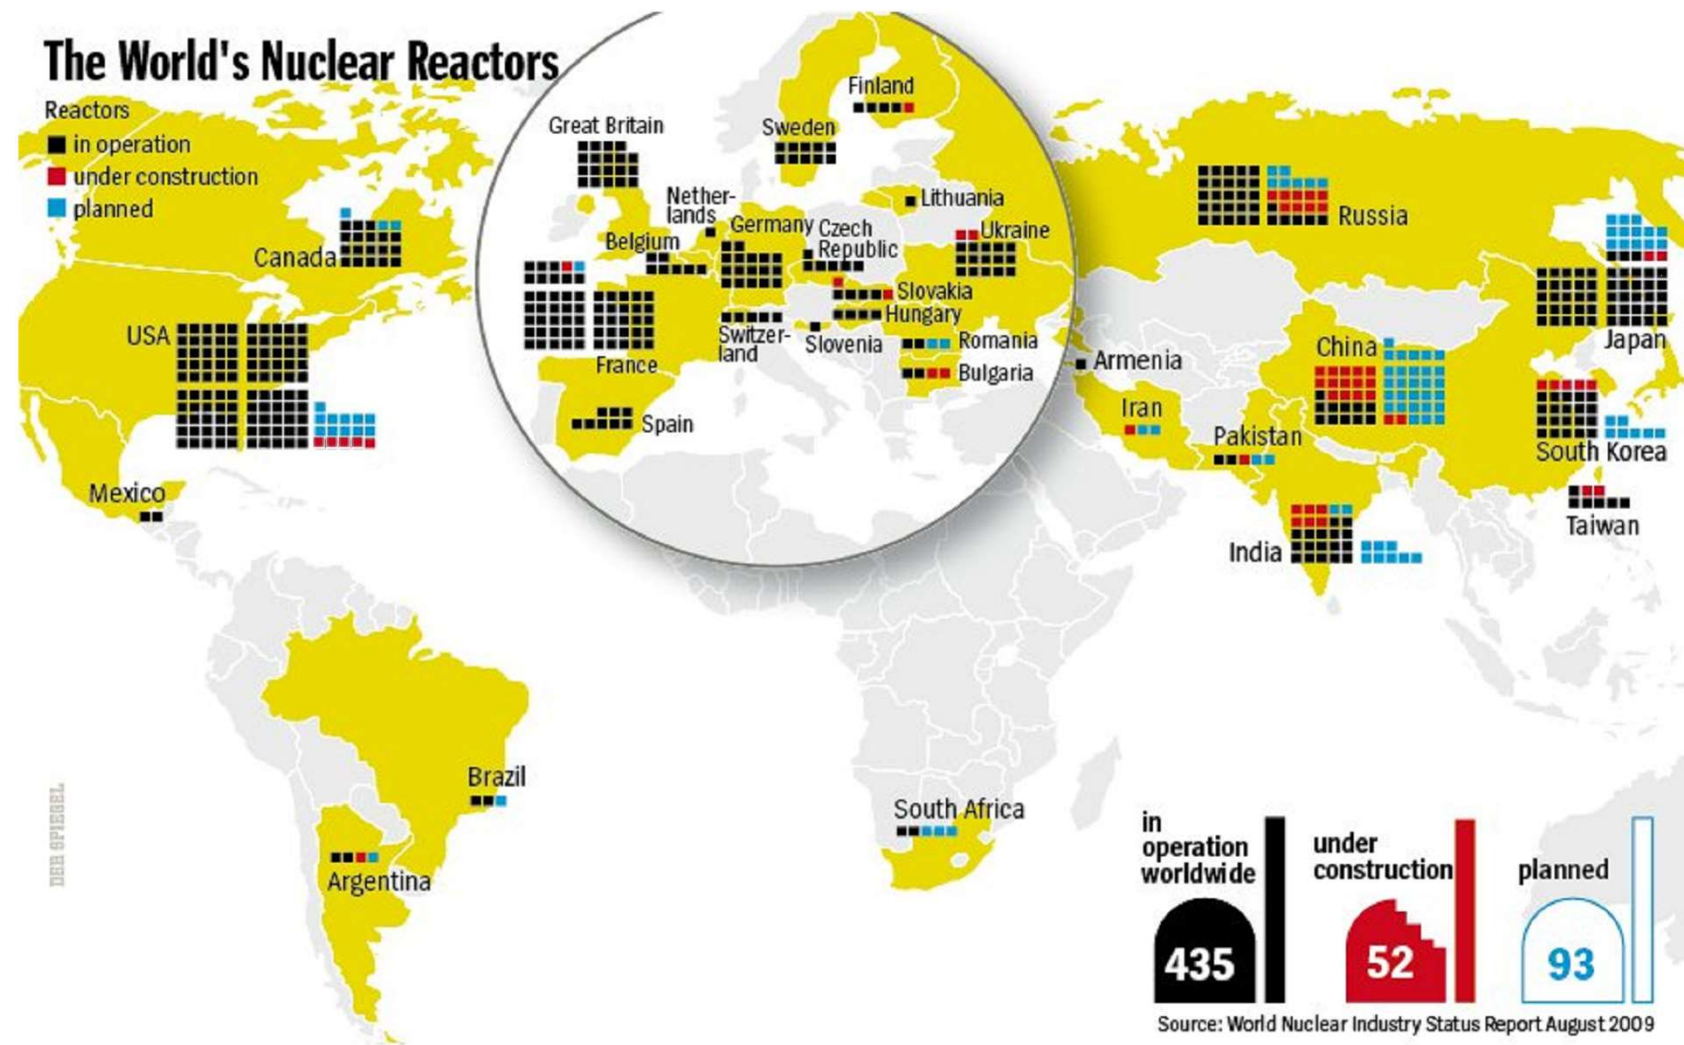 The World's Nuclear Reactors
Reactors
in operation
under construction
planned
Canada
USA
Mexico
Brazil
Argentina
Great Britain
Finland
Sweden
Nether-
lands
Lithuania
Germany
Czech
Republic
Ukraine
Belgium
Slovakia
Hungary
Switzer-
land
Slovenia
Romania
France
Bulgaria
Spain
Russia
Armenia
Iran
Pakistan
China
Japan
South Korea
Taiwan
India
South Africa
in
operation
worldwide
435
under
construction
52
planned
93
Source: World Nuclear Industry Status Report August 2009
DER SPIEGEL